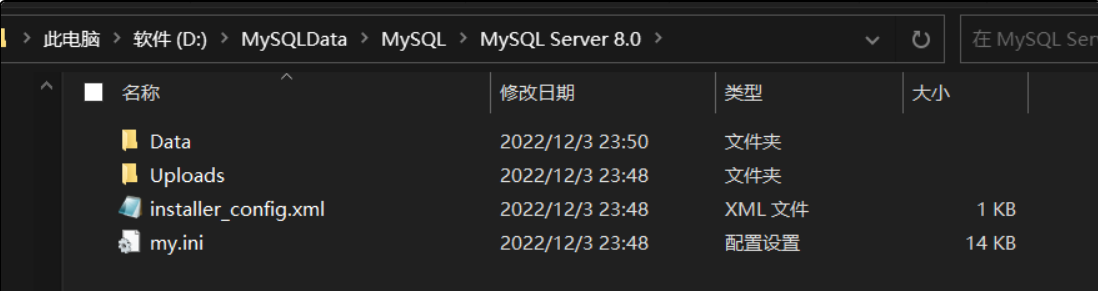 此电脑 > 软件 (D:) > MySQLData > MySQL > MySQL Server 8.0 > 在 MySQL Ser
名称 修改日期 类型 大小
Data 2022/12/3 23:50 文件夹
Uploads 2022/12/3 23:48 文件夹
installer_config.xml 2022/12/3 23:48 XML 文件 1 KB
my.ini 2022/12/3 23:48 配置设置 14 KB